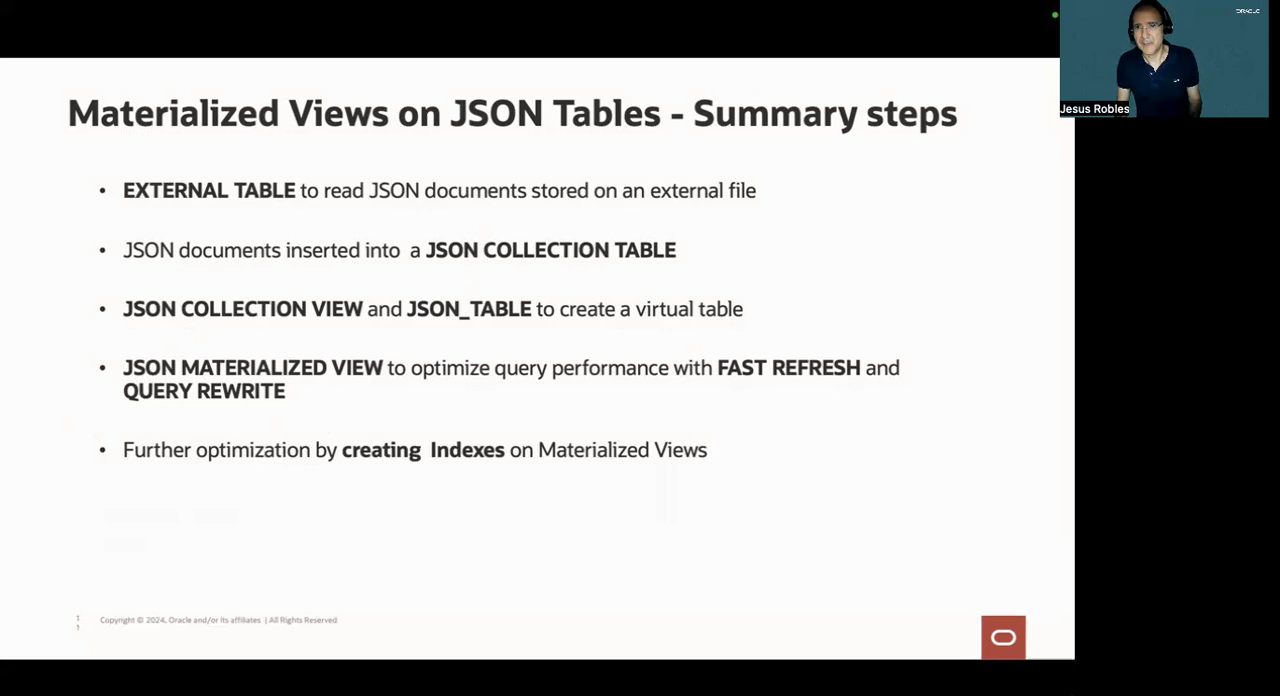 ORACLE
Jesus Robles
Materialized Views on JSON Tables - Summary steps
• EXTERNAL TABLE to read JSON documents stored on an external file
• JSON documents inserted into a JSON COLLECTION TABLE
• JSON COLLECTION VIEW and JSON_TABLE to create a virtual table
• JSON MATERIALIZED VIEW to optimize query performance with FAST REFRESH and
QUERY REWRITE
• Further optimization by creating Indexes on Materialized Views
1
1
Copyright © 2024, Oracle and/or its affiliates | All Rights Reserved